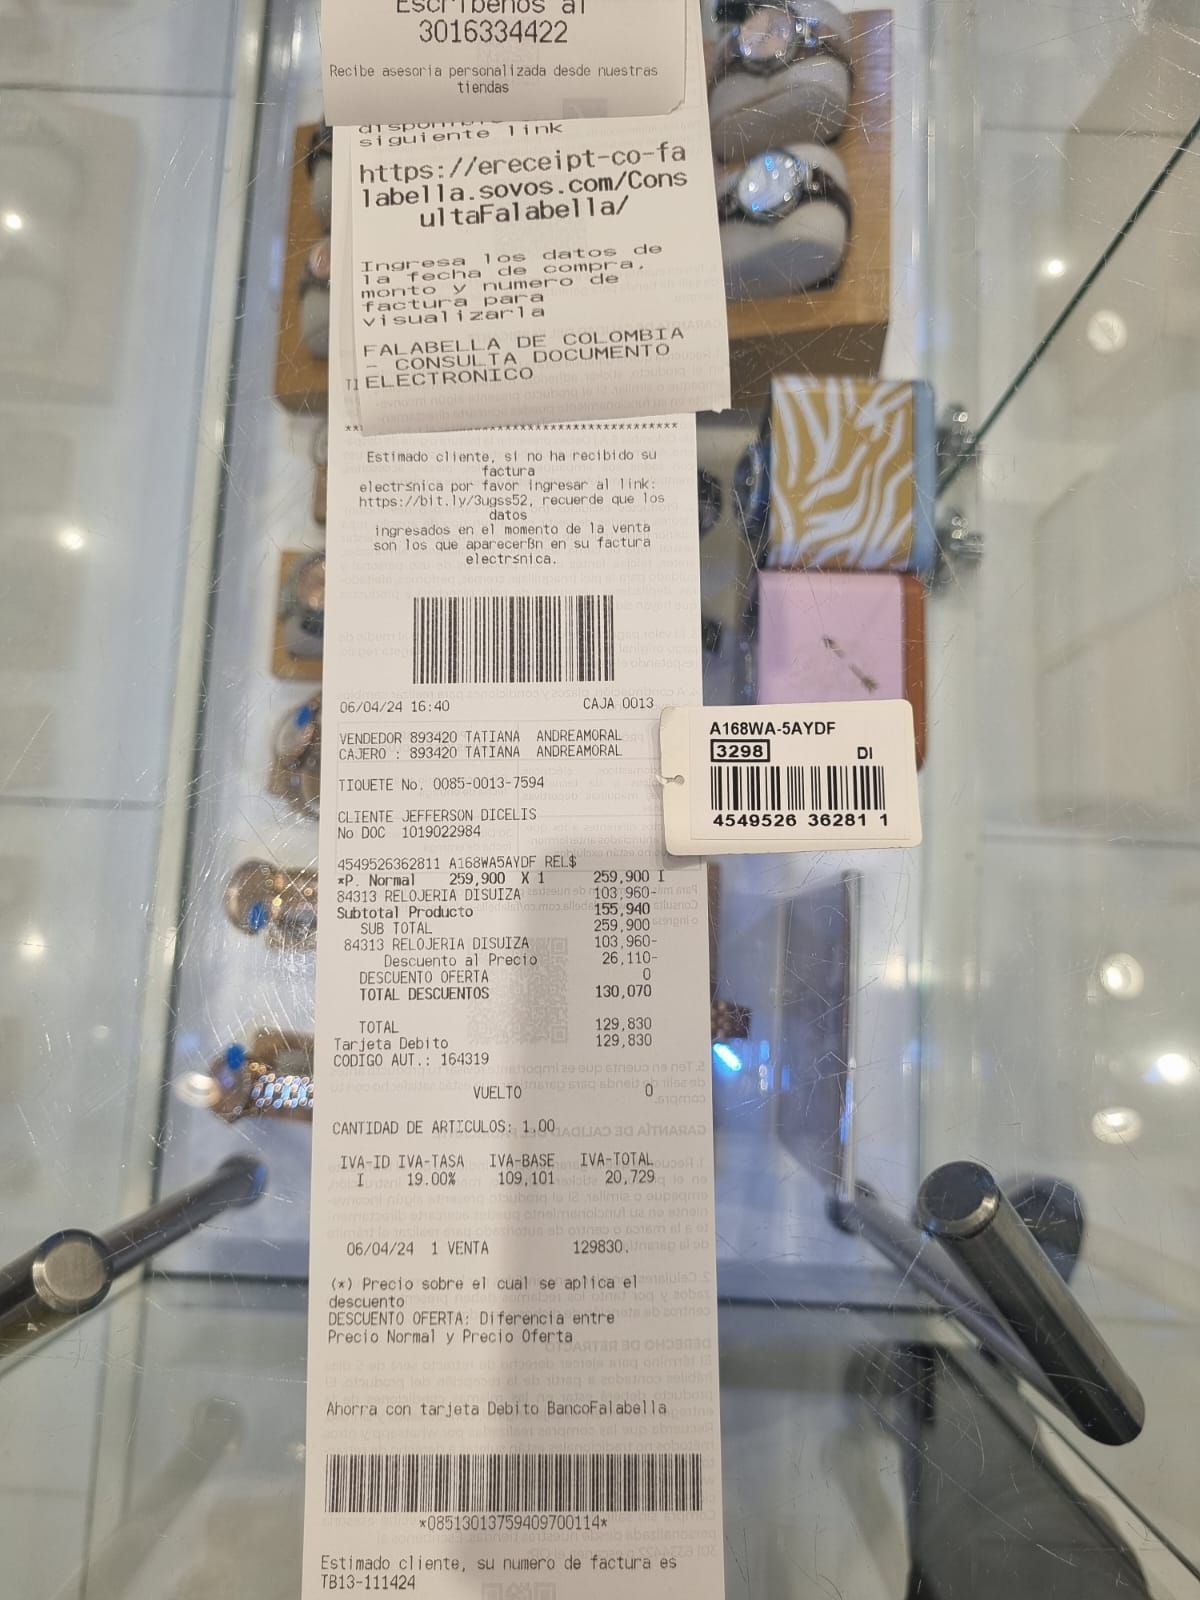 Escríbenos al
3016334422
Recibe asesoria personalizada desde nuestras
tiendas
siguiente link
https://ereceipt-co-fa
labella.sovos.com/Cons
ultaFalabella/
Ingresa los datos de
la fecha de compra,
monto y numero de
factura para
visualizarla
FALABELLA DE COLOMBIA
- CONSULTA DOCUMENTO
ELECTRONICO
Estimado cliente, si no ha recibido su
factura
electrśnica por favor ingresar al link:
https://bit.ly/3ugss52, recuerde que los
datos
ingresados en el momento de la venta
son los que aparecerßn en su factura
electrśnica.
06/04/24 16:40 CAJA 0013
VENDEDOR 893420 TATIANA ANDREAMORAL
CAJERO : 893420 TATIANA ANDREAMORAL
TIQUETE No. 0085-0013-7594
CLIENTE JEFFERSON DICELIS
No DOC 1019022984
4549526362811 A168WA5AYDF REL$
*P. Normal 259,900 X 1 259,900 I
84313 RELOJERIA DISUIZA 103,960-
Subtotal Producto 155,940
SUB TOTAL 259,900
84313 RELOJERIA DISUIZA 103,960-
Descuento al Precio 26,110-
DESCUENTO OFERTA 0
TOTAL DESCUENTOS 130,070
TOTAL 129,830
Tarjeta Debito 129,830
CODIGO AUT.: 164319
VUELTO 0
CANTIDAD DE ARTICULOS: 1.00
IVA-ID IVA-TASA IVA-BASE IVA-TOTAL
I 19.00% 109,101 20,729
06/04/24 1 VENTA 129830.
(*) Precio sobre el cual se aplica el
descuento
DESCUENTO OFERTA: Diferencia entre
Precio Normal y Precio Oferta
Ahorra con tarjeta Debito BancoFalabella
*08513013759409700114*
Estimado cliente, su numero de factura es
TB13-111424
A168WA-5AYDF
3298 DI
4549526 36281 1